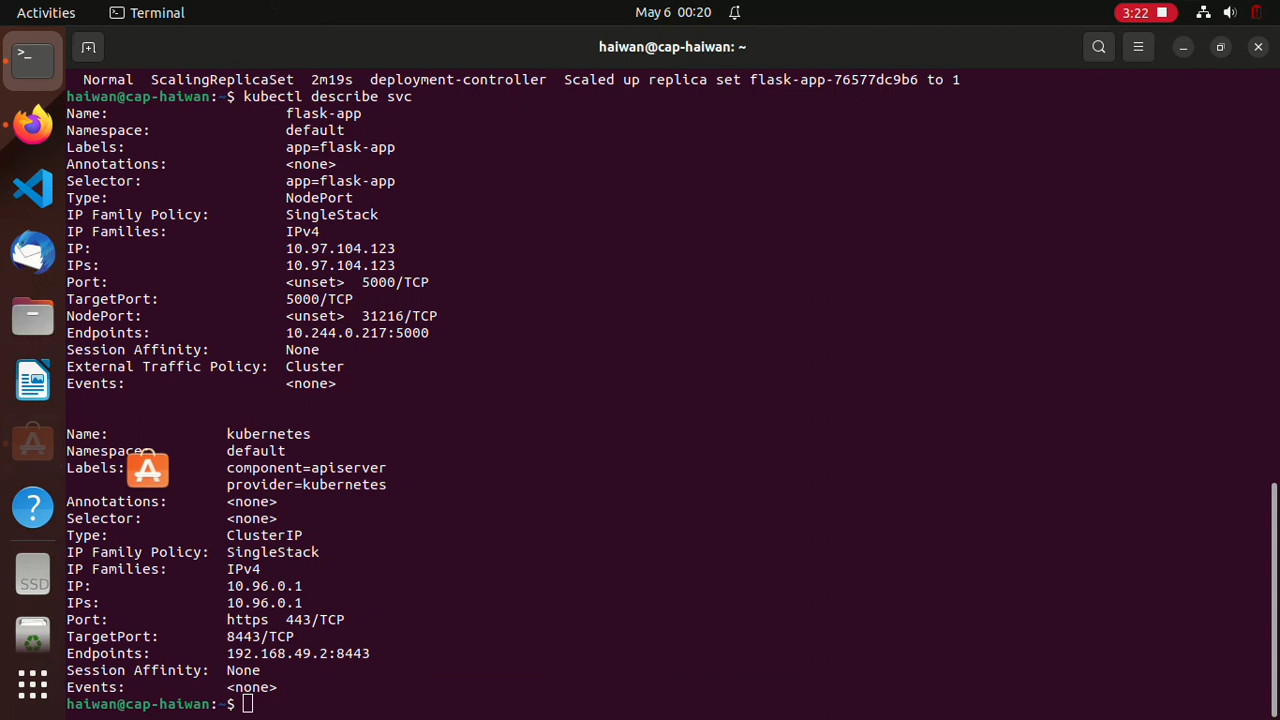 Activities Terminal May 6 00:20 3:22
haiwan@cap-haiwan: ~
Normal ScalingReplicaSet 2m19s deployment-controller Scaled up replica set flask-app-76577dc9b6 to 1
haiwan@cap-haiwan:~$ kubectl describe svc
Name: flask-app
Namespace: default
Labels: app=flask-app
Annotations: <none>
Selector: app=flask-app
Type: NodePort
IP Family Policy: SingleStack
IP Families: IPv4
IP: 10.97.104.123
IPs: 10.97.104.123
Port: <unset> 5000/TCP
TargetPort: 5000/TCP
NodePort: <unset> 31216/TCP
Endpoints: 10.244.0.217:5000
Session Affinity: None
External Traffic Policy: Cluster
Events: <none>
Name: kubernetes
Namespace default
Labels: component=apiserver
provider=kubernetes
Annotations: <none>
Selector: <none>
Type: ClusterIP
IP Family Policy: SingleStack
IP Families: IPv4
IP: 10.96.0.1
IPs: 10.96.0.1
Port: https 443/TCP
TargetPort: 8443/TCP
Endpoints: 192.168.49.2:8443
Session Affinity: None
Events: <none>
haiwan@cap-haiwan:~$
SSD